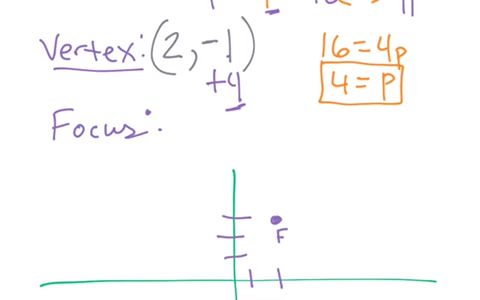 Vertex: (2, -1) 16=4p
+4 4 = P
Focus:
F